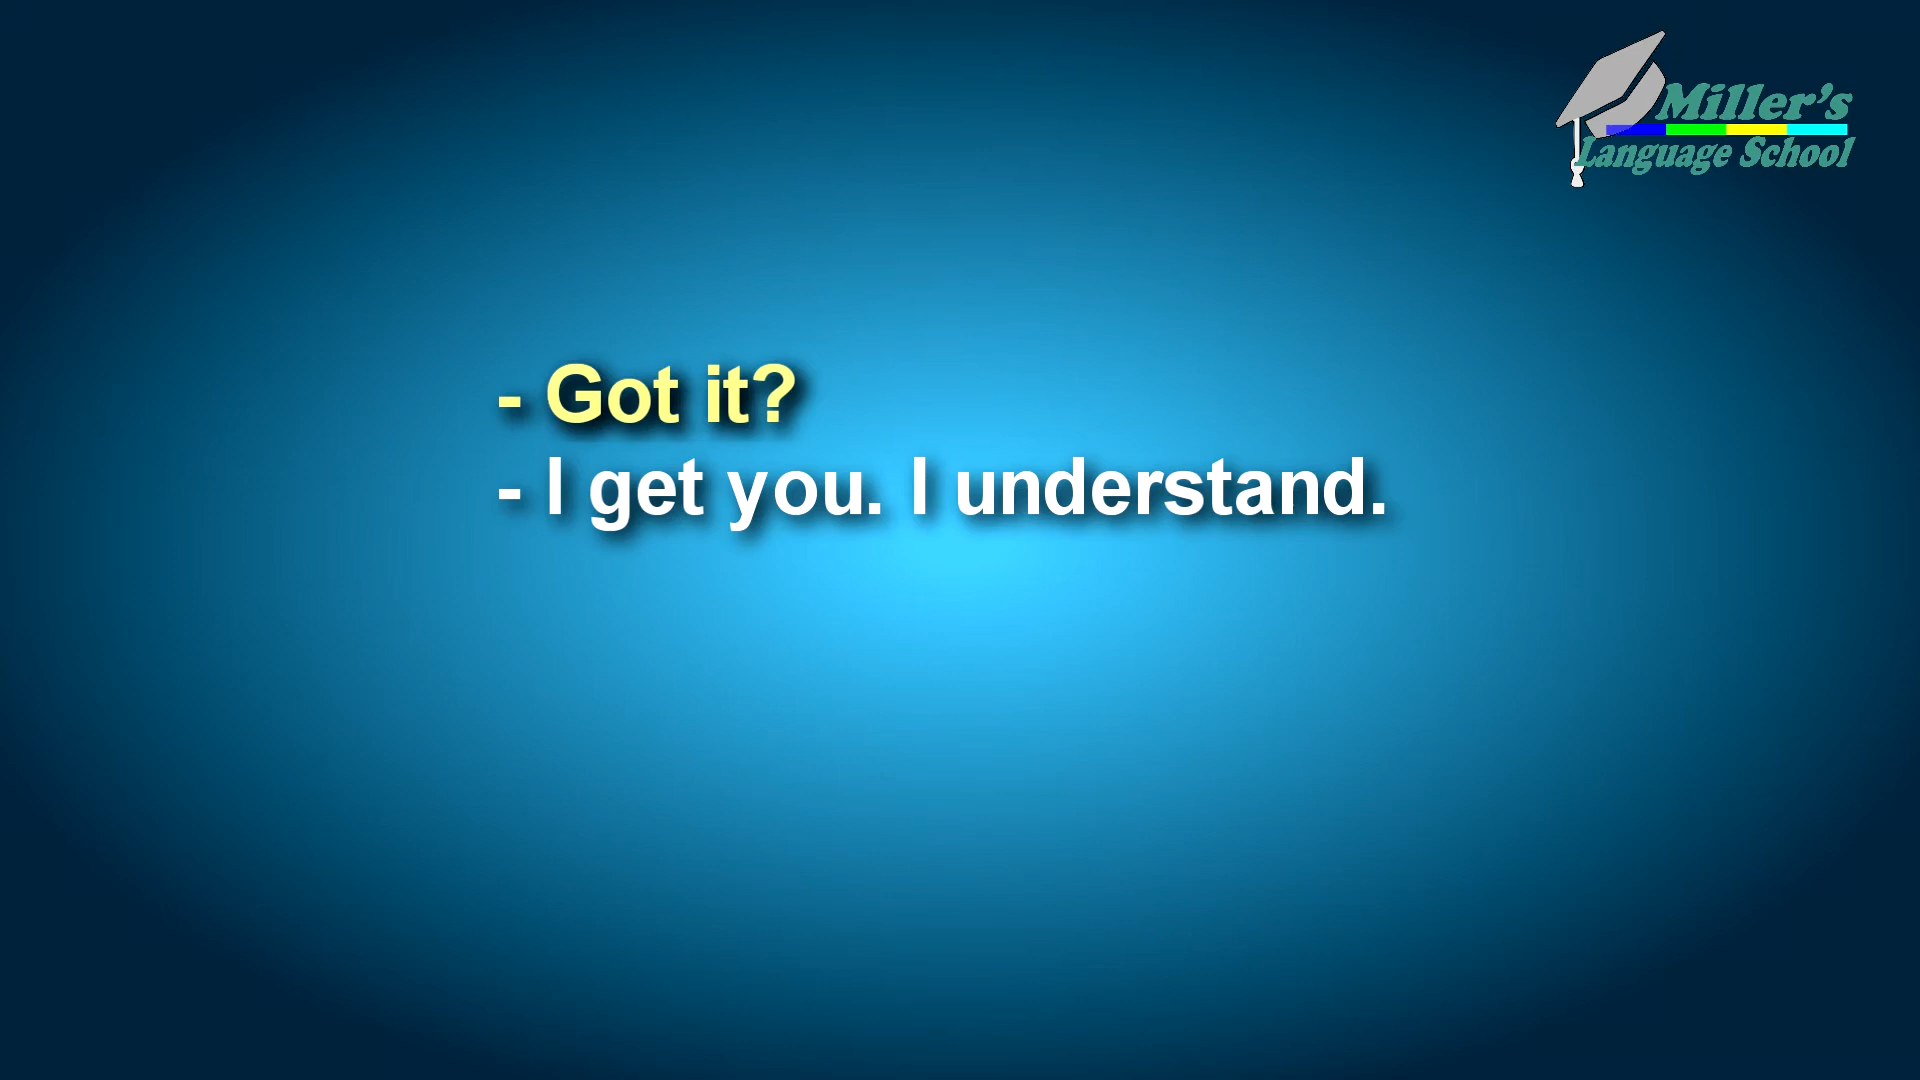 Miller's
Language School
- Got it?
- I get you. I understand.